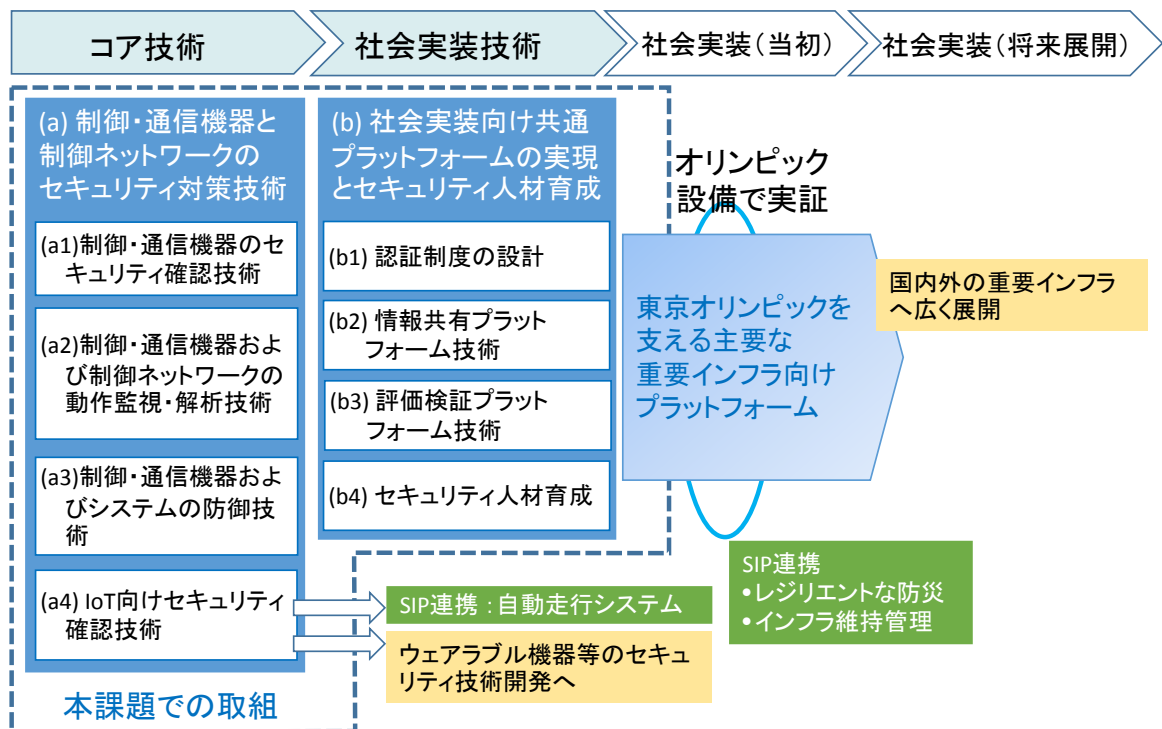 コア技術
社会実装技術
社会実装(当初)
社会実装(将来展開)
(a) 制御・通信機器と
制御ネットワークの
セキュリティ対策技術
(a1)制御・通信機器のセ
キュリティ確認技術
(a2)制御・通信機器およ
び制御ネットワークの
動作監視・解析技術
(a3)制御・通信機器およ
びシステムの防御技
術
(a4) IoT向けセキュリティ
確認技術
本課題での取組
(b) 社会実装向け共通
プラットフォームの実現
とセキュリティ人材育成
(b1) 認証制度の設計
(b2) 情報共有プラット
フォーム技術
(b3) 評価検証プラット
フォーム技術
(b4) セキュリティ人材育成
SIP連携:自動走行システム
ウェアラブル機器等のセキュ
リティ技術開発へ
オリンピック
設備で実証
東京オリンピックを
支える主要な
重要インフラ向け
プラットフォーム
SIP連携
•レジリエントな防災
•インフラ維持管理
国内外の重要インフラ
へ広く展開